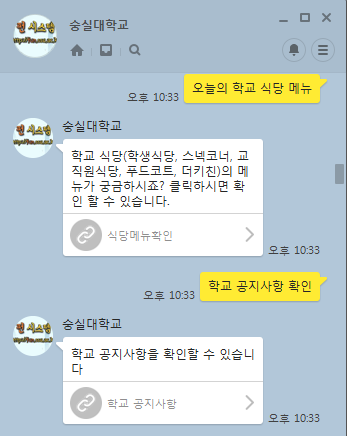 숭실대학교
오후 10:33
오늘의 학교 식당 메뉴
숭실대학교
학교 식당(학생식당, 스넥코너, 교
직원식당, 푸드코트, 더키친)의 메
뉴가 궁금하시죠? 클릭하시면 확
인 할 수 있습니다.
식당메뉴확인
오후 10:33
오후 10:33
학교 공지사항 확인
숭실대학교
학교 공지사항을 확인할 수 있습니
다
학교 공지사항
오후 10:33